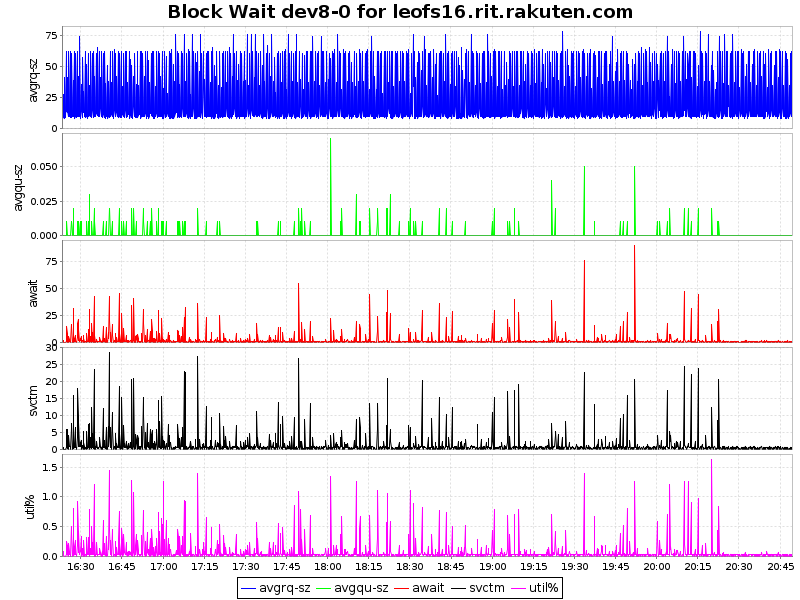 Block Wait dev8-0 for leofs16.rit.rakuten.com
avgrq-sz
75
50
25
0
avgqu-sz
0.050
0.025
0.000
await
75
50
25
0
svctm
30
25
20
15
10
5
0
util%
1.5
1.0
0.5
0.0
16:30 16:45 17:00 17:15 17:30 17:45 18:00 18:15 18:30 18:45 19:00 19:15 19:30 19:45 20:00 20:15 20:30 20:45
avgrq-sz avgqu-sz await svctm util%